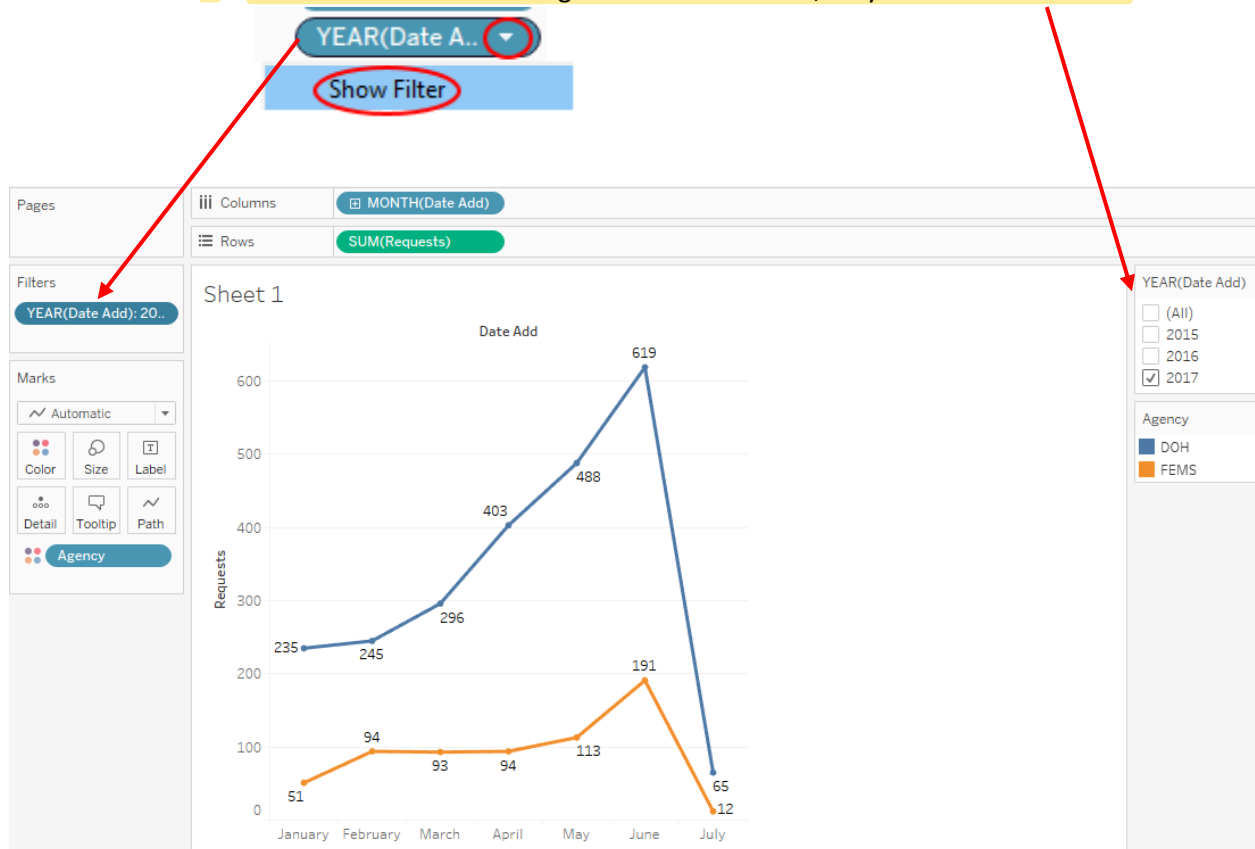 YEAR(Date A..
Show Filter
Pages
Columns
MONTH(Date Add)
Rows
SUM(Requests)
Filters
YEAR(Date Add): 20..
Sheet 1
YEAR(Date Add)
(All)
2015
2016
2017
Date Add
Marks
Automatic
Color Size Label
Detail Tooltip Path
Agency
Agency
DOH
FEMS
Requests
600
500
400
300
200
100
0
235
245
296
403
488
619
65
51
94
93
94
113
191
12
January February March April May June July